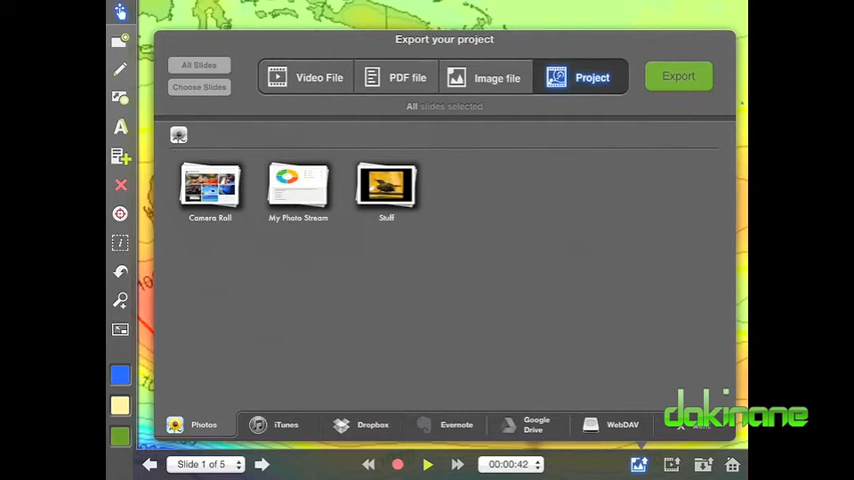 Export your project
All Slides
Choose Slides
Video File
PDF file
Image file
Project
Export
All slides selected
Camera Roll
My Photo Stream
Stuff
Photos
iTunes
Dropbox
Evernote
Google
Drive
WebDAV
dakinane
Slide 1 of 5
00:00:42